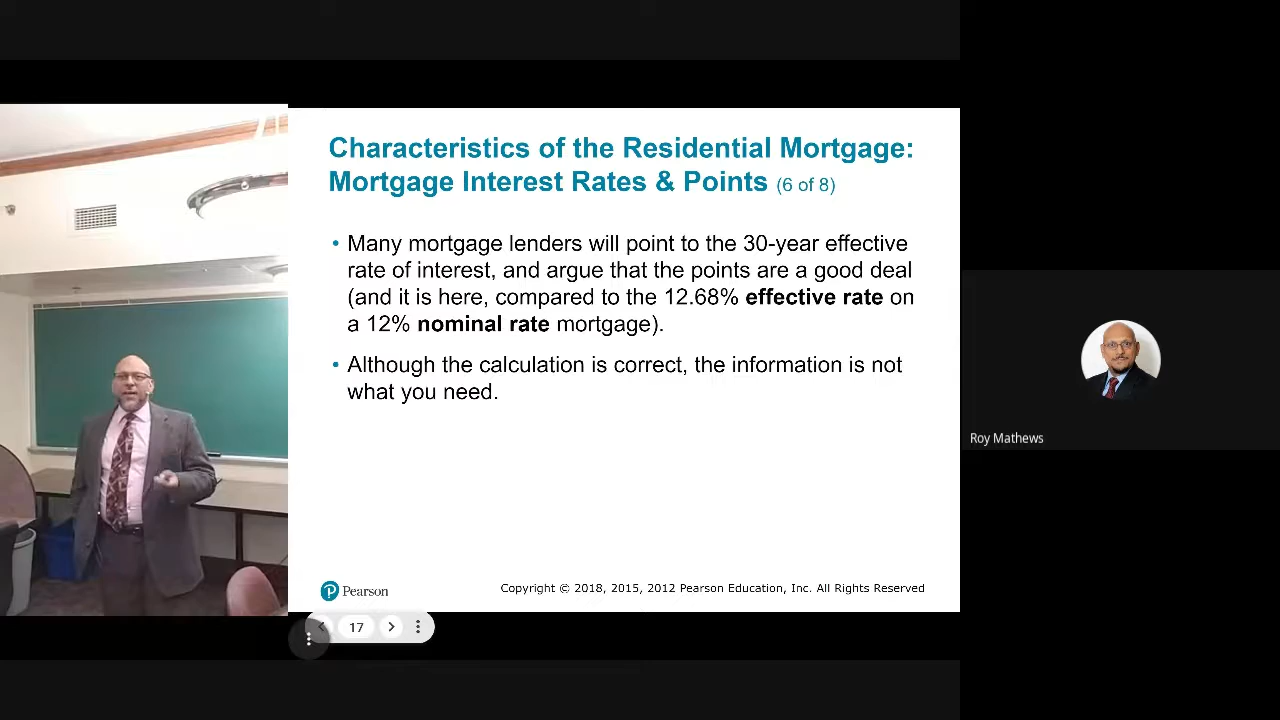 Characteristics of the Residential Mortgage:
Mortgage Interest Rates & Points (6 of 8)
• Many mortgage lenders will point to the 30-year effective
rate of interest, and argue that the points are a good deal
(and it is here, compared to the 12.68% effective rate on
a 12% nominal rate mortgage).
• Although the calculation is correct, the information is not
what you need.
Pearson
Copyright © 2018, 2015, 2012 Pearson Education, Inc. All Rights Reserved
17
Roy Mathews